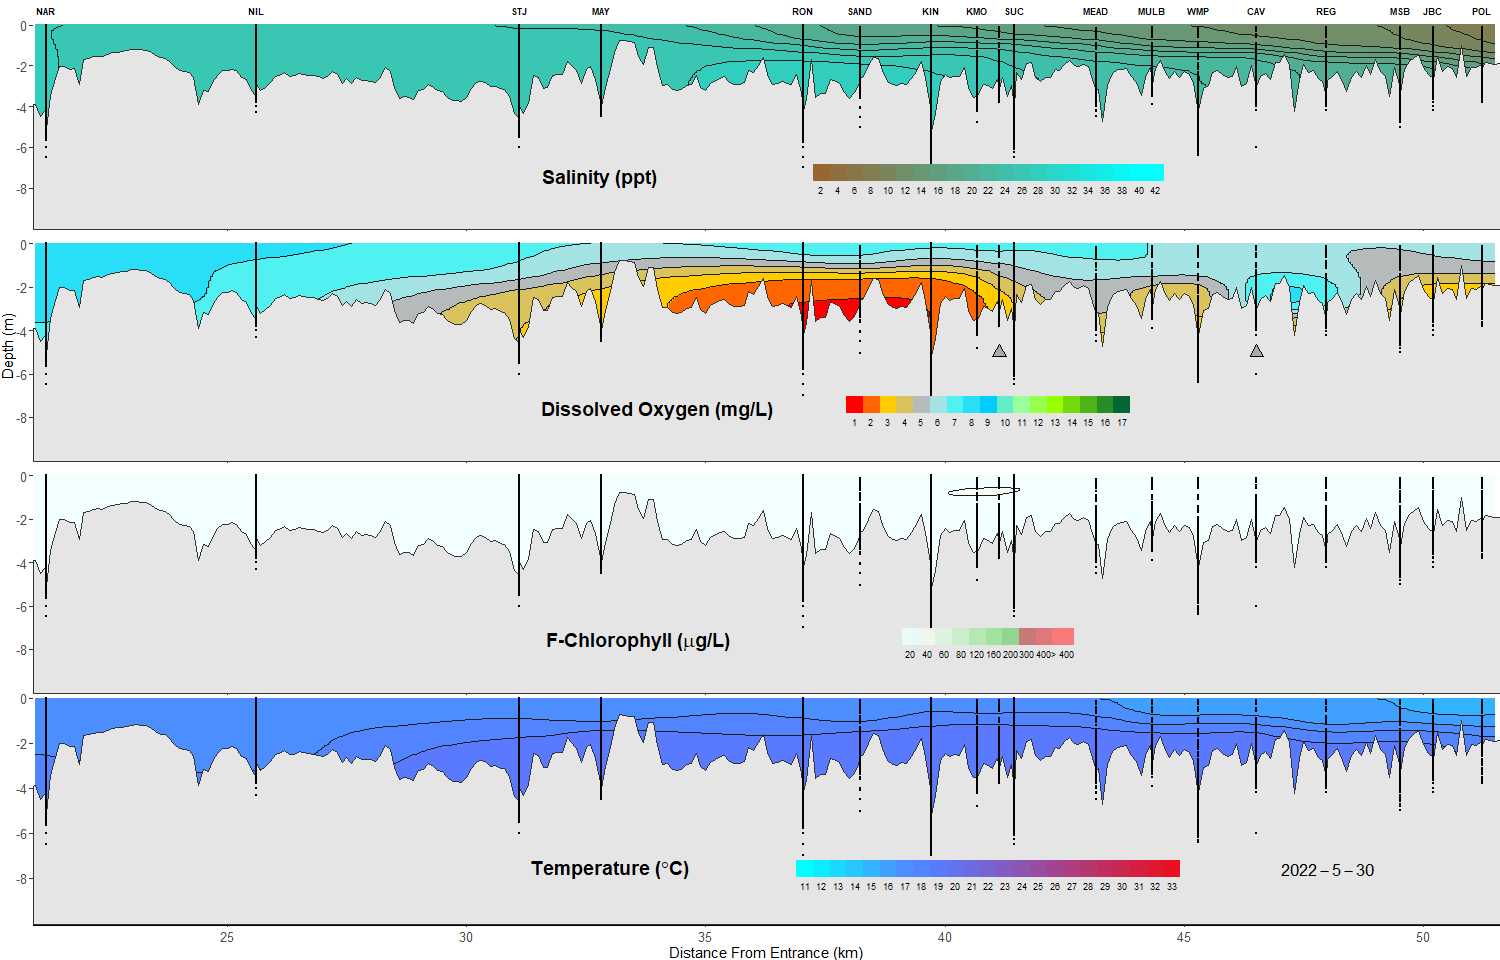 NAR NIL STJ MAY RON SAND KIN KMO SUC MEAD MULB WMP CAV REG MSB JBC POL
0
-2
-4
-6
-8
Salinity (ppt)
2 4 6 8 10 12 14 16 18 20 22 24 26 28 30 32 34 36 38 40 42
0
-2
-4
-6
-8
Depth (m)
Dissolved Oxygen (mg/L)
1 2 3 4 5 6 7 8 9 10 11 12 13 14 15 16 17
0
-2
-4
-6
-8
F-Chlorophyll (μg/L)
20 40 60 80 120 160 200 300 400 > 400
0
-2
-4
-6
-8
Temperature (°C)
11 12 13 14 15 16 17 18 19 20 21 22 23 24 25 26 27 28 29 30 31 32 33
2022 – 5 – 30
25 30 35 40 45 50
Distance From Entrance (km)